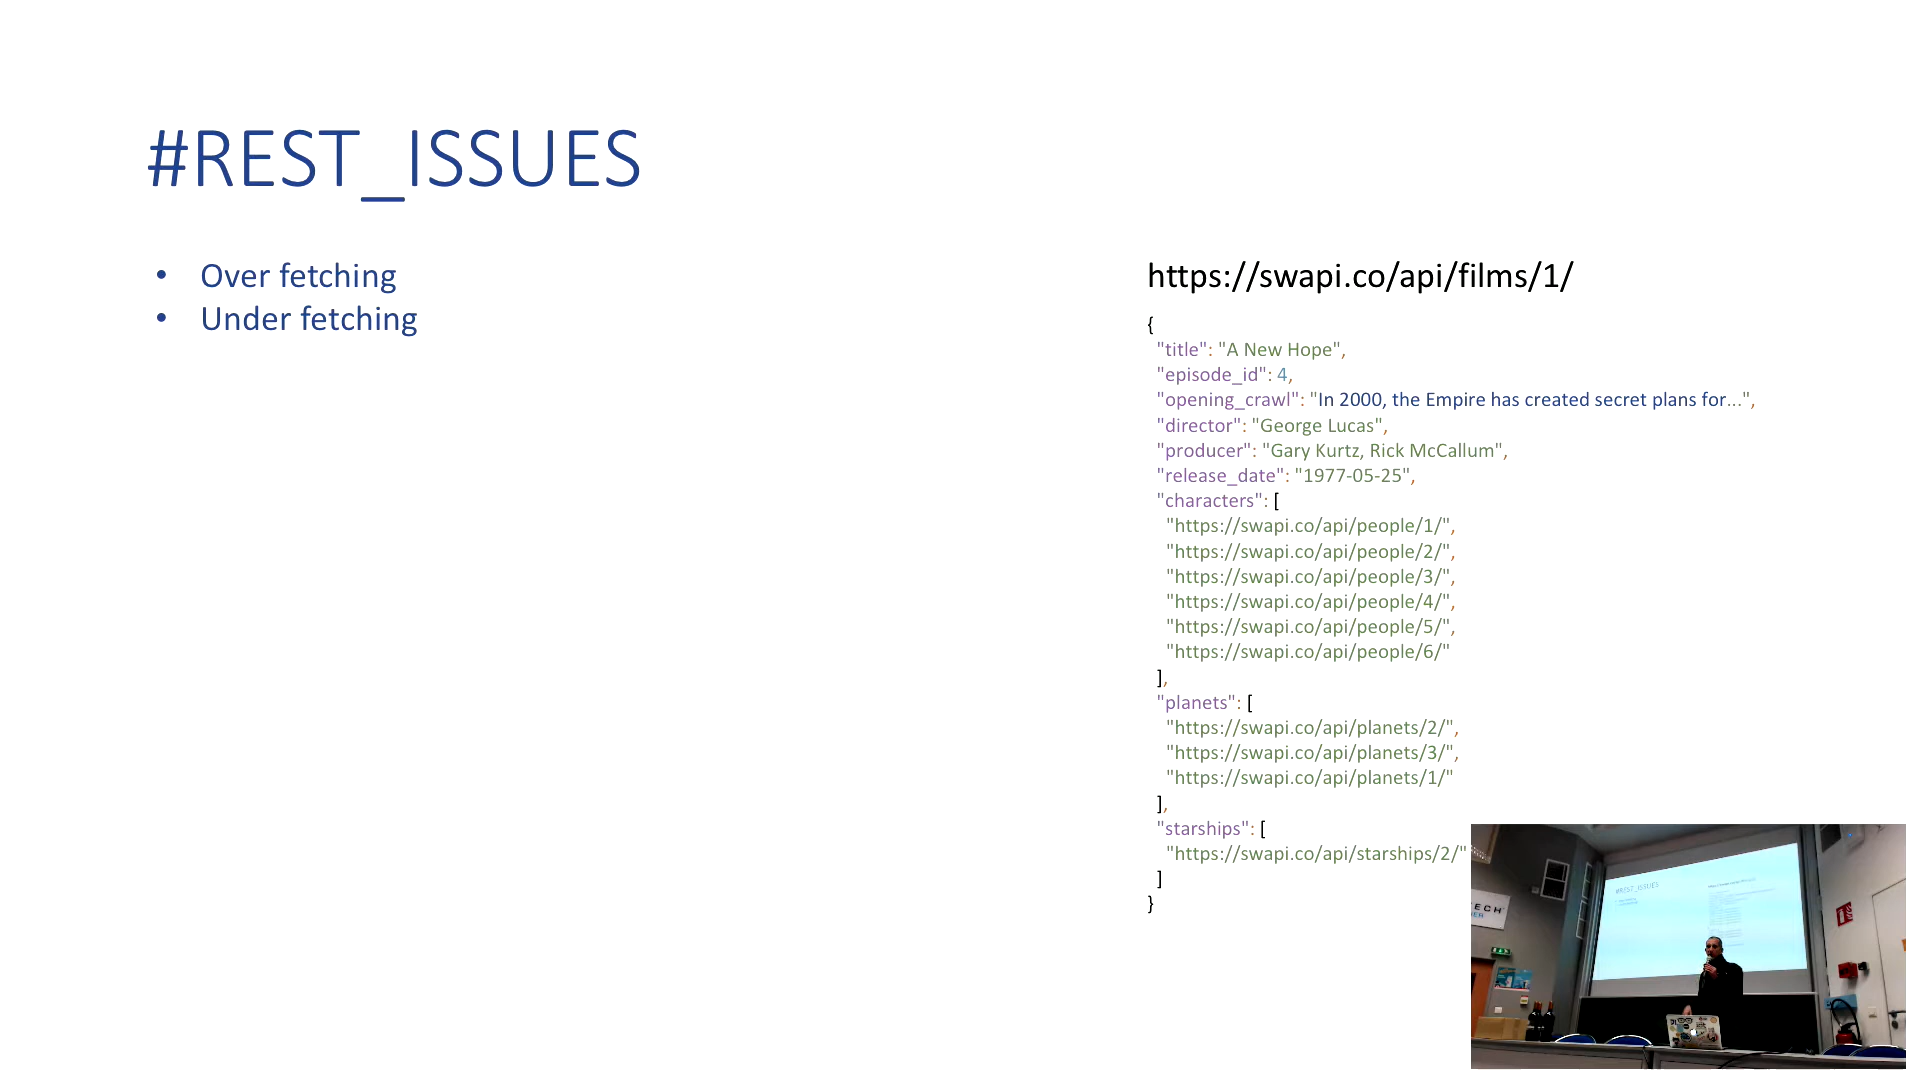 #REST_ISSUES
• Over fetching
• Under fetching
https://swapi.co/api/films/1/
{
"title": "A New Hope",
"episode_id": 4,
"opening_crawl": "In 2000, the Empire has created secret plans for...",
"director": "George Lucas",
"producer": "Gary Kurtz, Rick McCallum",
"release_date": "1977-05-25",
"characters": [
"https://swapi.co/api/people/1/",
"https://swapi.co/api/people/2/",
"https://swapi.co/api/people/3/",
"https://swapi.co/api/people/4/",
"https://swapi.co/api/people/5/",
"https://swapi.co/api/people/6/"
],
"planets": [
"https://swapi.co/api/planets/2/",
"https://swapi.co/api/planets/3/",
"https://swapi.co/api/planets/1/"
],
"starships": [
"https://swapi.co/api/starships/2/"
]
}
#REST_ISSUES
TECH